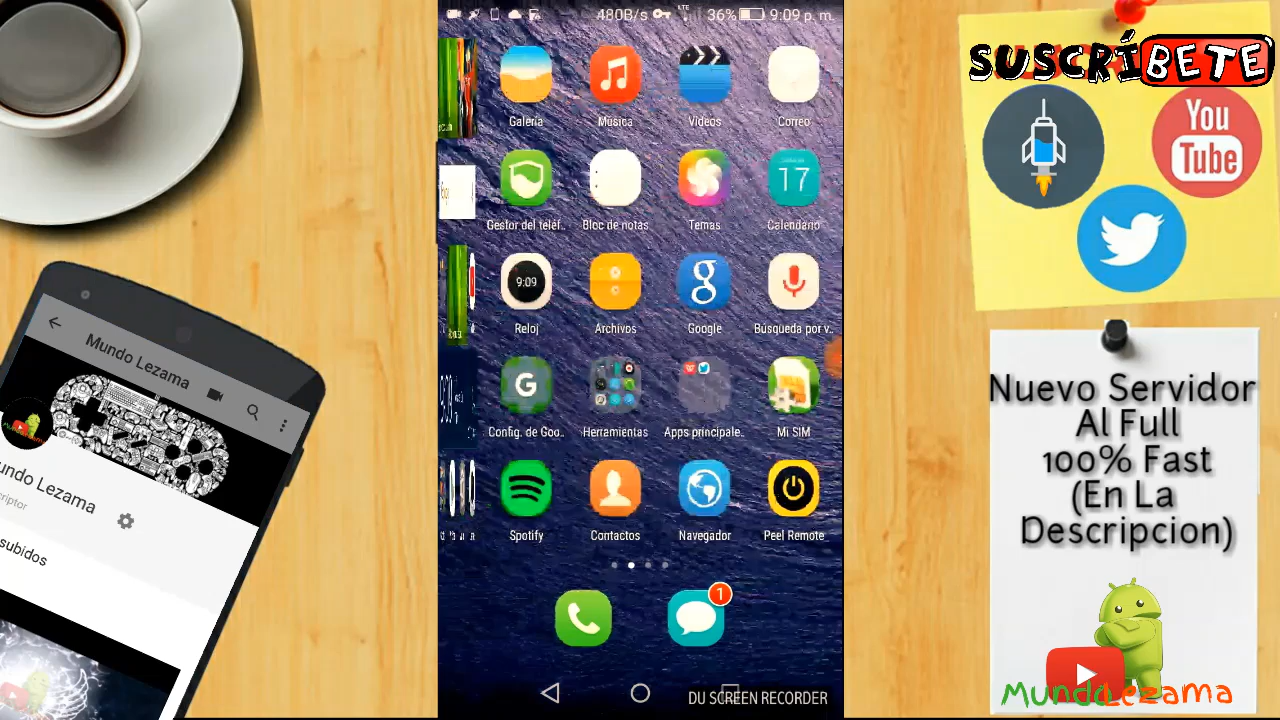 480B/s LTE 36% 9:09 p. m.
Galería Música Videos Correo
17
Gestor del teléf.. Bloc de notas Temas Calendario
9:09
Reloj Archivos Google Búsqueda por v..
G
Config. de Goo.. Herramientas Apps principale.. Mi SIM
Spotify Contactos Navegador Peel Remote
1
DU SCREEN RECORDER
Mundo Lezama
undo Lezama
criptor
subidos
SUSCRÍBETE
You
Tube
Nuevo Servidor
Al Full
100% Fast
(En La
Descripcion)
MundoLezama